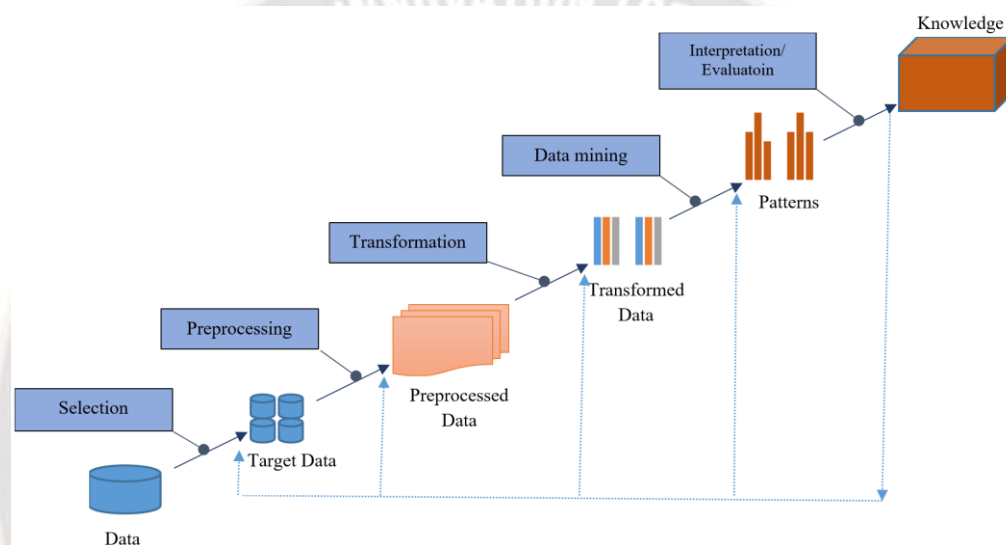 Knowledge
Interpretation/
Evaluatoin
Data mining
Patterns
Transformation
Transformed
Data
Preprocessing
Preprocessed
Data
Selection
Target Data
Data